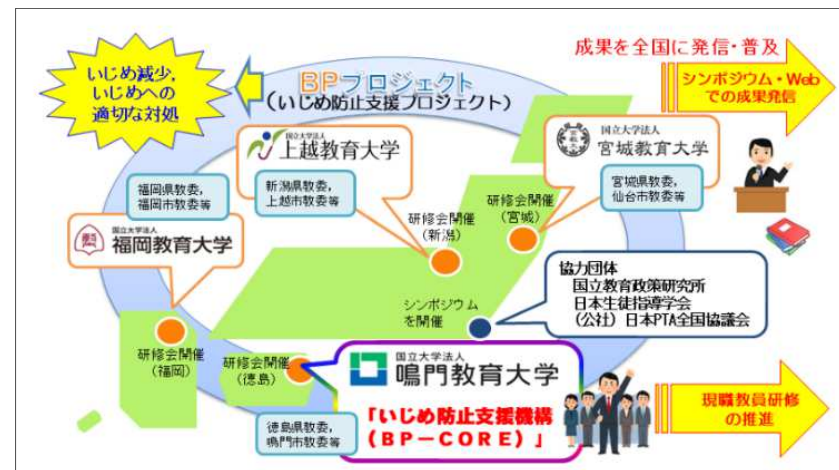 成果を全国に発信・普及
シンポジウム・Web
での成果発信
いじめ減少,
いじめへの
適切な対処
BPプロジェクト
(いじめ防止支援プロジェクト)
国立大学法人
上越教育大学
新潟県教委,
上越市教委等
国立大学法人
宮城教育大学
宮城県教委,
仙台市教委等
福岡県教委,
福岡市教委等
国立大学法人
福岡教育大学
研修会開催
(新潟)
研修会開催
(宮城)
シンポジウム
を開催
協力団体
国立教育政策研究所
日本生徒指導学会
(公社)日本PTA全国協議会
研修会開催
(福岡)
研修会開催
(徳島)
国立大学法人
鳴門教育大学
「いじめ防止支援機構
(BP-CORE)」
徳島県教委,
鳴門市教委等
現職教員研修
の推進